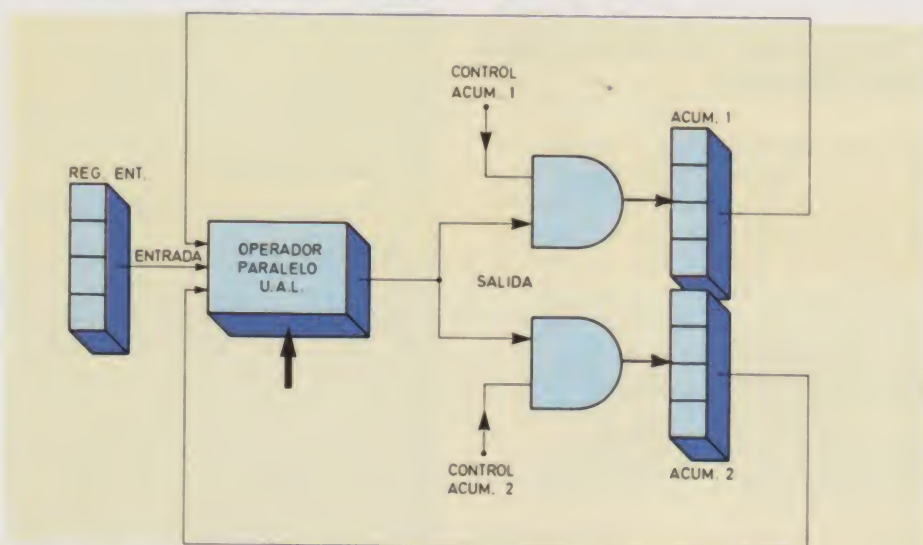 CONTROL
ACUM. 1
ACUM. 1
REG. ENT.
ENTRADA
OPERADOR
PARALELO
U.A.L.
SALIDA
CONTROL
ACUM. 2
ACUM. 2